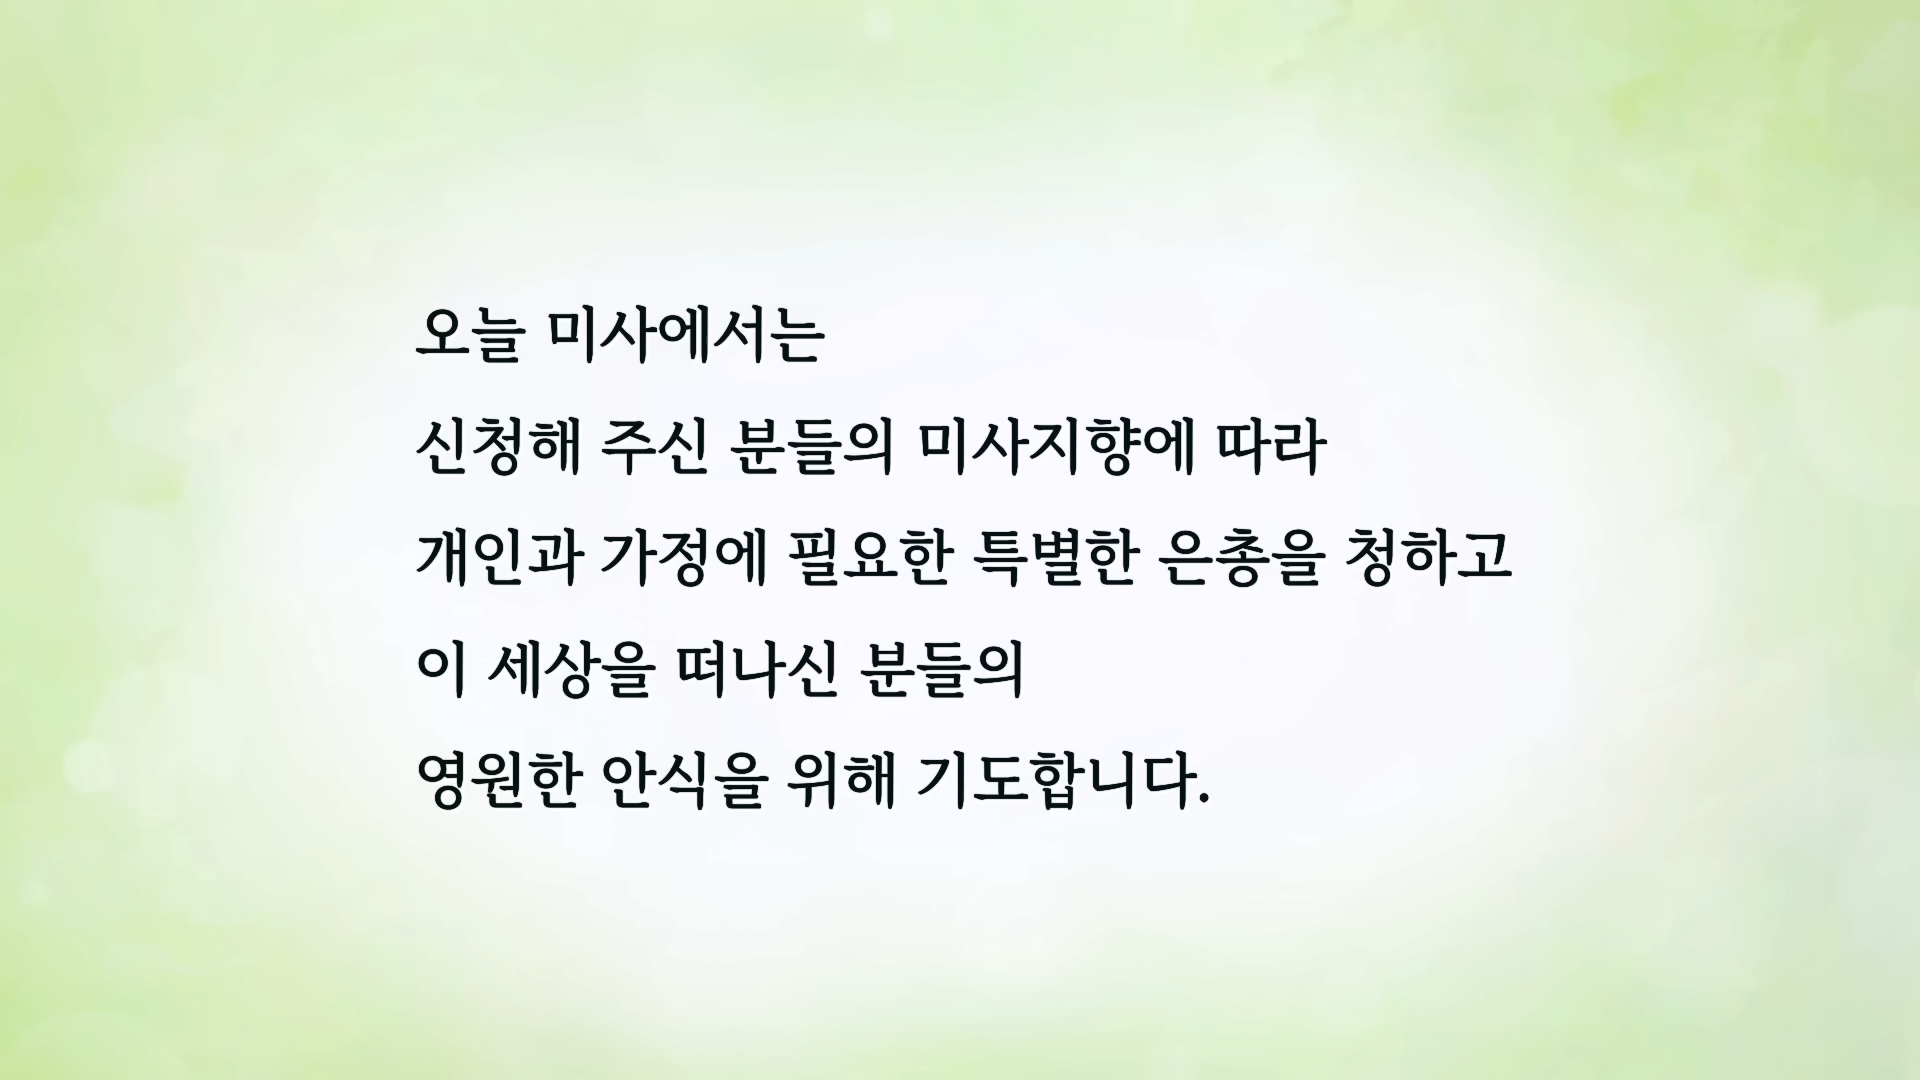 오늘 미사에서는
신청해 주신 분들의 미사지향에 따라
개인과 가정에 필요한 특별한 은총을 청하고
이 세상을 떠나신 분들의
영원한 안식을 위해 기도합니다.